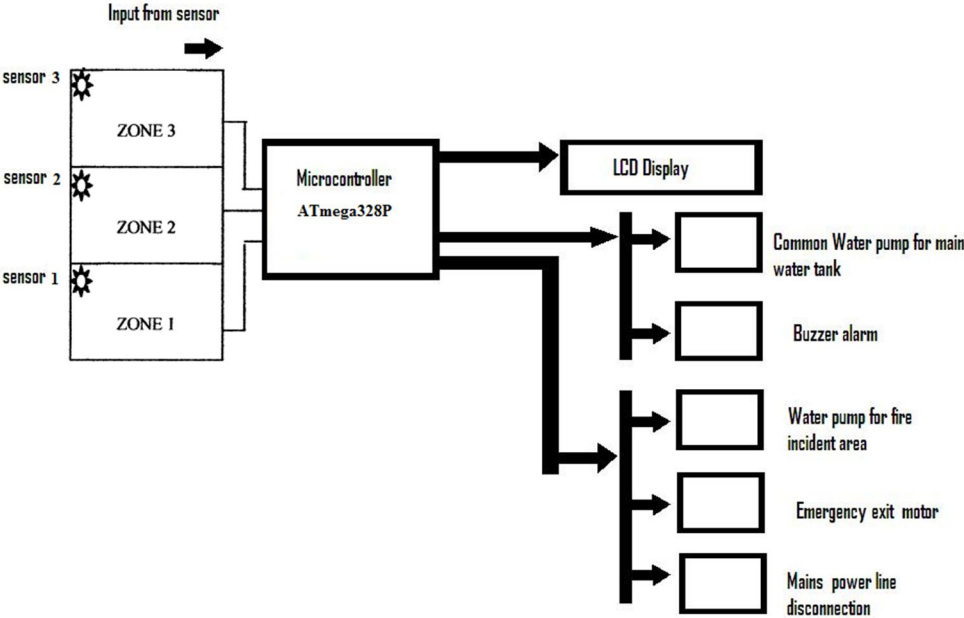 Input from sensor
sensor 3
ZONE 3
sensor 2
ZONE 2
sensor 1
ZONE 1
Microcontroller
ATmega328P
LCD Display
Common Water pump for main
water tank
Buzzer alarm
Water pump for fire
incident area
Emergency exit motor
Mains power line
disconnection